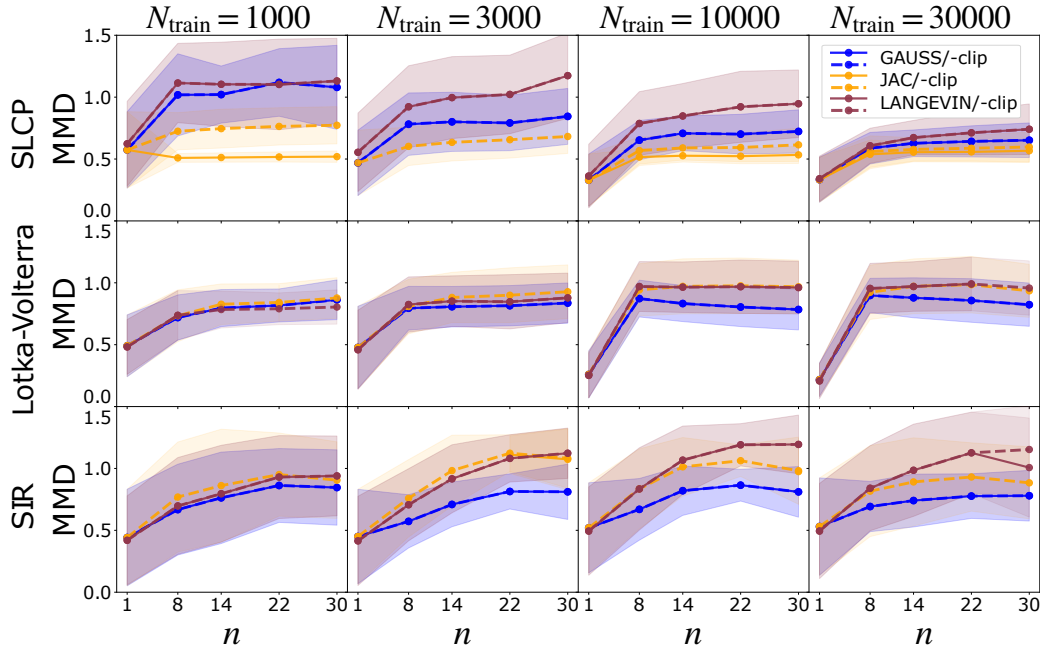 N_train = 1000 N_train = 3000 N_train = 10000 N_train = 30000
SLCP
MMD
1.5
1.0
0.5
0.0
GAUSS/-clip
JAC/-clip
LANGEVIN/-clip
Lotka-Volterra
MMD
1.5
1.0
0.5
0.0
SIR
MMD
1.5
1.0
0.5
0.0
1 8 14 22 30 1 8 14 22 30 1 8 14 22 30 1 8 14 22 30
n n n n